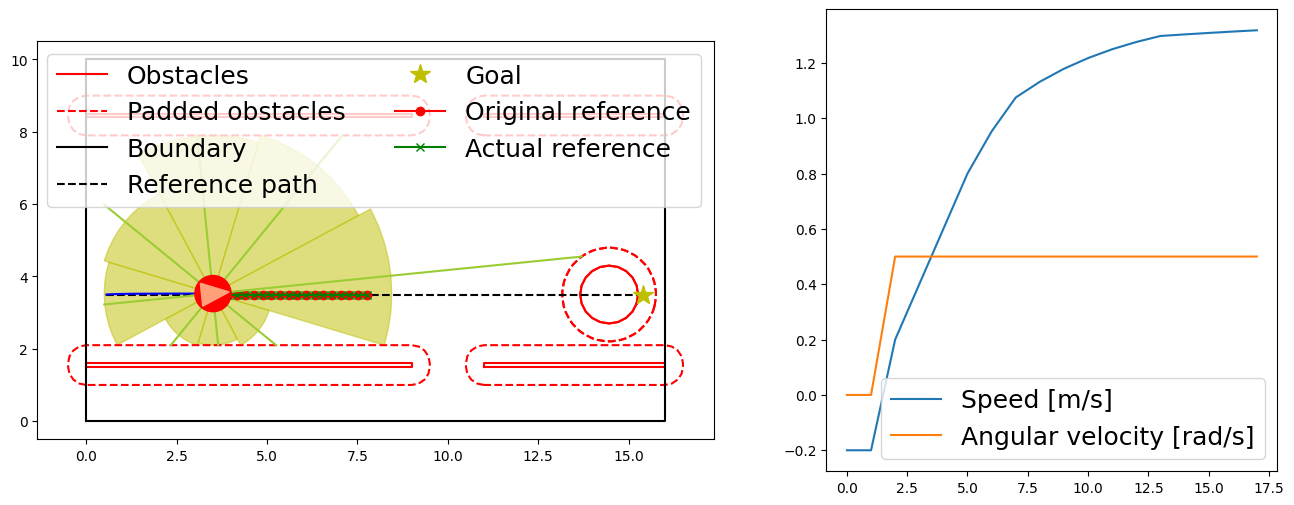 10
8
6
4
2
0
0.0 2.5 5.0 7.5 10.0 12.5 15.0
Obstacles
Padded obstacles
Boundary
Reference path
Goal
Original reference
Actual reference
1.2
1.0
0.8
0.6
0.4
0.2
0.0
−0.2
0.0 2.5 5.0 7.5 10.0 12.5 15.0 17.5
Speed [m/s]
Angular velocity [rad/s]